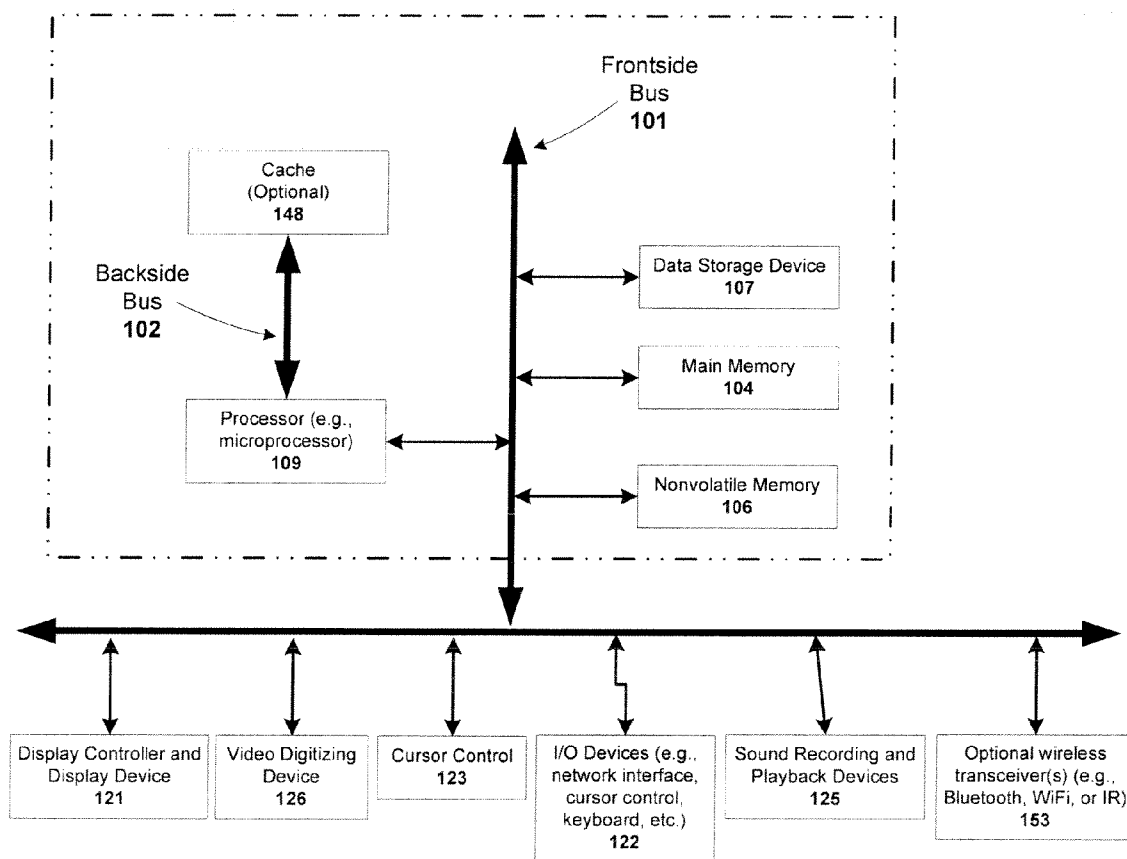 Frontside
Bus
101
Cache
(Optional)
148
Backside
Bus
102
Data Storage Device
107
Main Memory
104
Processor (e.g.,
microprocessor)
109
Nonvolatile Memory
106
Display Controller and
Display Device
121
Video Digitizing
Device
126
Cursor Control
123
I/O Devices (e.g.,
network interface,
cursor control,
keyboard, etc.)
122
Sound Recording and
Playback Devices
125
Optional wireless
transceiver(s) (e.g.,
Bluetooth, WiFi, or IR)
153